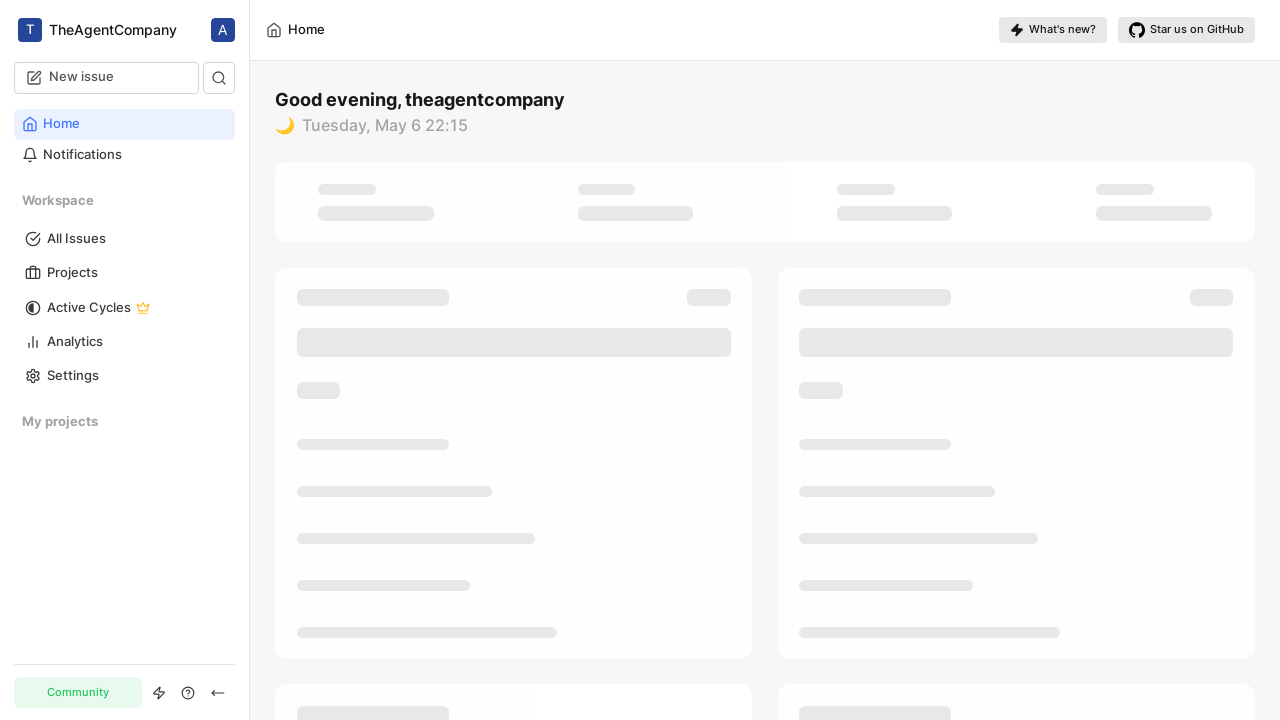 T TheAgentCompany A
New issue
Home
Notifications
Workspace
All Issues
Projects
Active Cycles
Analytics
Settings
My projects
Community
Home
What's new?
Star us on GitHub
Good evening, theagentcompany
🌙 Tuesday, May 6 22:15